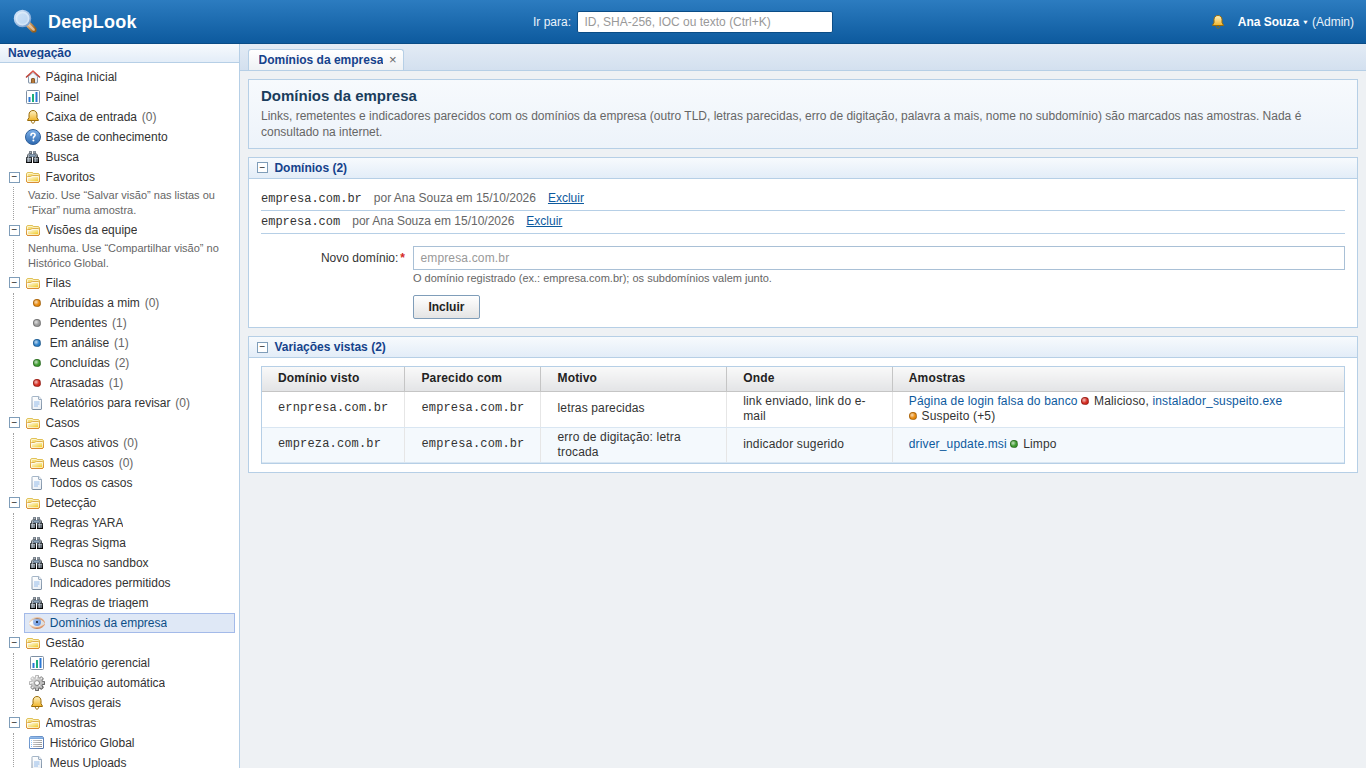 DeepLook
Ir para:
ID, SHA-256, IOC ou texto (Ctrl+K)
Ana Souza (Admin)
Navegação
Página Inicial
Painel
Caixa de entrada (0)
Base de conhecimento
Busca
Favoritos
Vazio. Use “Salvar visão” nas listas ou
“Fixar” numa amostra.
Visões da equipe
Nenhuma. Use “Compartilhar visão” no
Histórico Global.
Filas
Atribuídas a mim (0)
Pendentes (1)
Em análise (1)
Concluídas (2)
Atrasadas (1)
Relatórios para revisar (0)
Casos
Casos ativos (0)
Meus casos (0)
Todos os casos
Detecção
Regras YARA
Regras Sigma
Busca no sandbox
Indicadores permitidos
Regras de triagem
Domínios da empresa
Gestão
Relatório gerencial
Atribuição automática
Avisos gerais
Amostras
Histórico Global
Meus Uploads
Domínios da empresa ×
Domínios da empresa
Links, remetentes e indicadores parecidos com os domínios da empresa (outro TLD, letras parecidas, erro de digitação, palavra a mais, nome no subdomínio) são marcados nas amostras. Nada é
consultado na internet.
Domínios (2)
empresa.com.br por Ana Souza em 15/10/2026 Excluir
empresa.com por Ana Souza em 15/10/2026 Excluir
Novo domínio:*
empresa.com.br
O domínio registrado (ex.: empresa.com.br); os subdomínios valem junto.
Incluir
Variações vistas (2)
Domínio visto Parecido com Motivo Onde Amostras
ernpresa.com.br empresa.com.br letras parecidas link enviado, link do e-
mail
Página de login falsa do banco Malicioso, instalador_suspeito.exe
Suspeito (+5)
empreza.com.br empresa.com.br erro de digitação: letra
trocada
indicador sugerido driver_update.msi Limpo